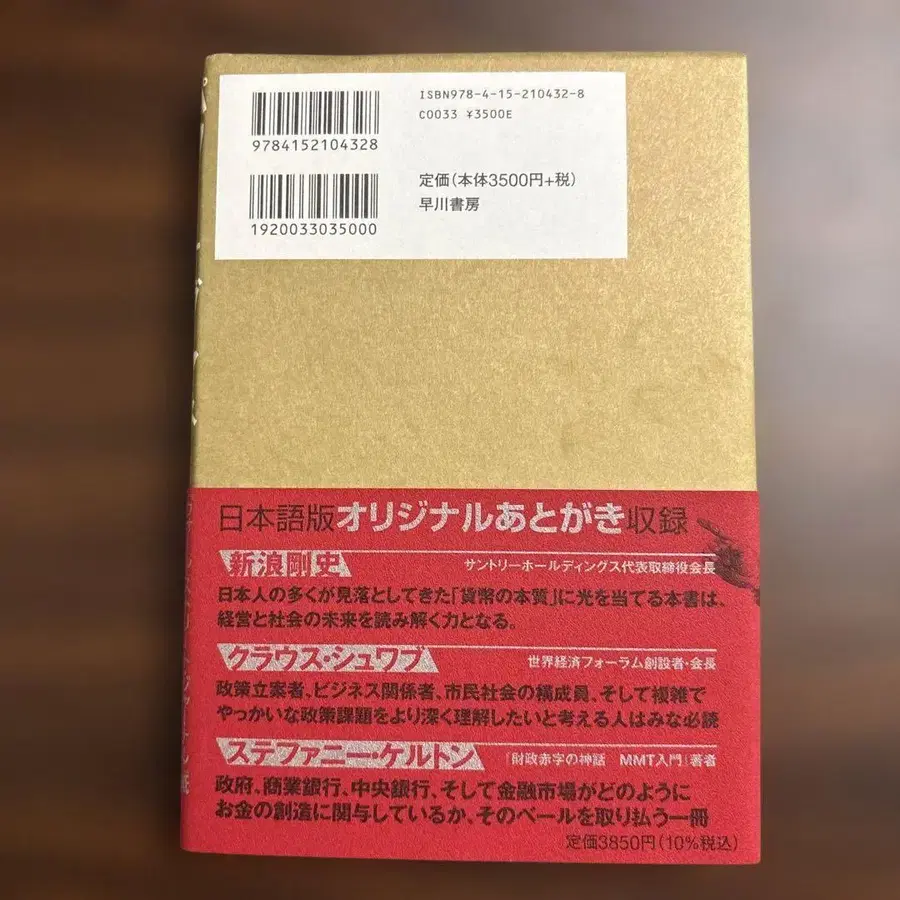 ISBN978-4-15-210432-8
C0033 ¥3500E
9784152104328
定価(本体3500円+税)
早川書房
1920033035000
日本語版オリジナルあとがき収録
新浪剛史 サントリーホールディングス代表取締役会長
日本人の多くが見落としてきた「貨幣の本質」に光を当てる本書は、
経営と社会の未来を読み解く力となる。
クラウス・シュワブ 世界経済フォーラム創設者・会長
政策立案者、ビジネス関係者、市民社会の構成員、そして複雑で
やっかいな政策課題をより深く理解したいと考える人はみな必読
ステファニー・ケルトン 『財政赤字の神話 MMT入門』著者
政府、商業銀行、中央銀行、そして金融市場がどのように
お金の創造に関与しているか、そのベールを取り払う一冊
定価3850円(10%税込)